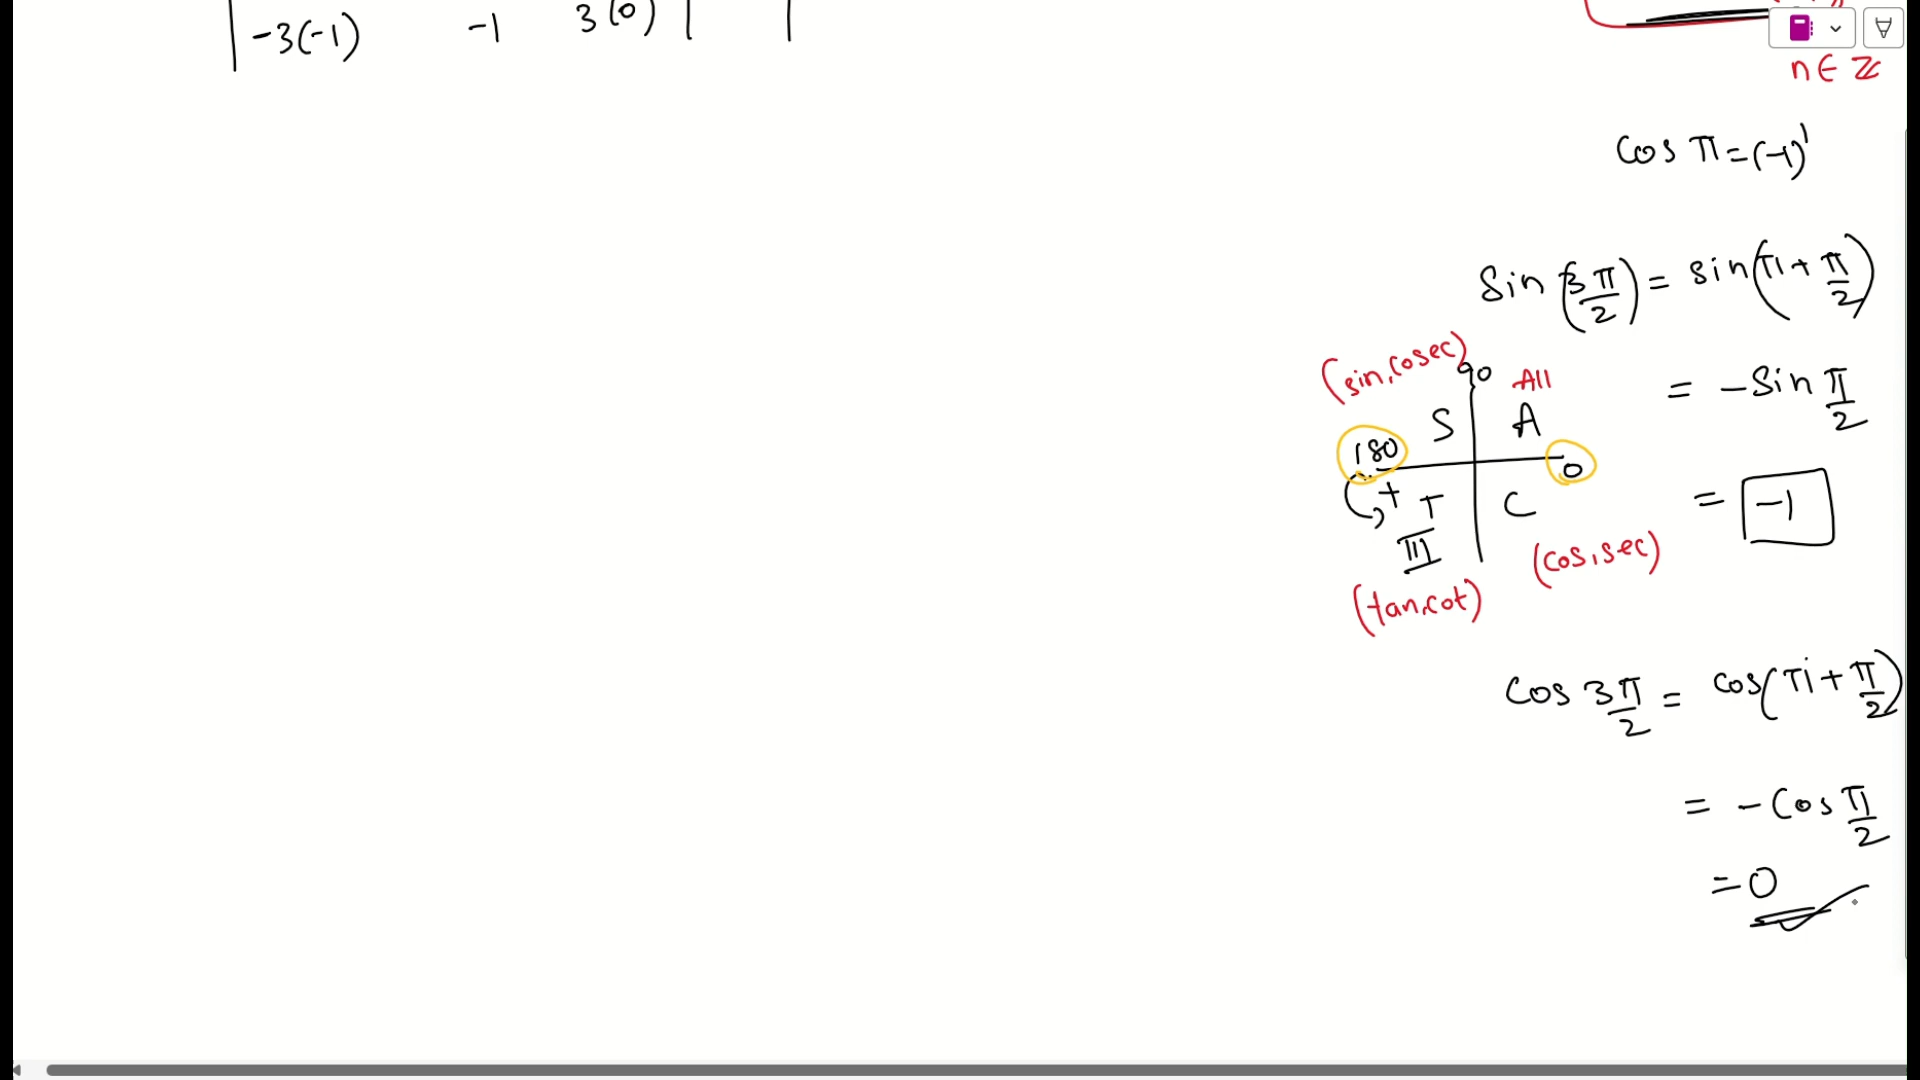 | -3(-1) -1 3(0) | |
n∈ℤ
cos π = (-1)¹
sin(3π/2) = sin(π + π/2)
(sin, cosec) 90 All
= -sin π/2
S A
180 0
+ T C
= -1
III
(cos, sec)
(tan, cot)
cos 3π/2 = cos(π + π/2)
= -cos π/2
= 0